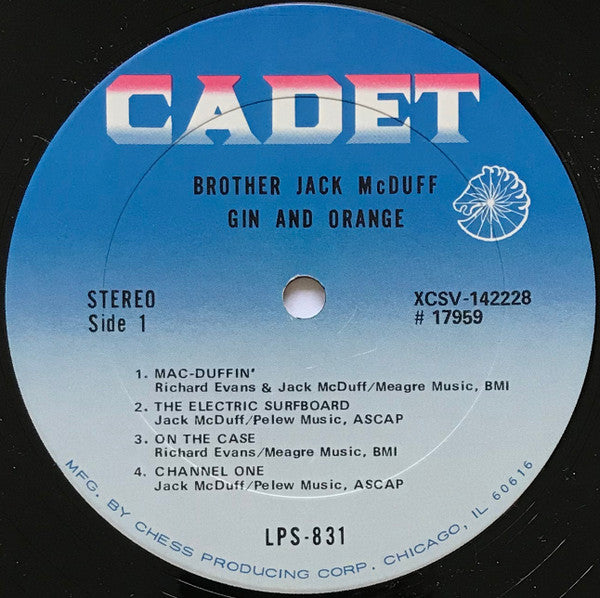 CADET
BROTHER JACK McDUFF
GIN AND ORANGE
STEREO
Side 1
XCSV-142228
# 17959
1. MAC-DUFFIN'
Richard Evans & Jack McDuff/Meagre Music, BMI
2. THE ELECTRIC SURFBOARD
Jack McDuff/Pelew Music, ASCAP
3. ON THE CASE
Richard Evans/Meagre Music, BMI
4. CHANNEL ONE
Jack McDuff/Pelew Music, ASCAP
LPS-831
MFG. BY CHESS PRODUCING CORP. CHICAGO, IL 60616